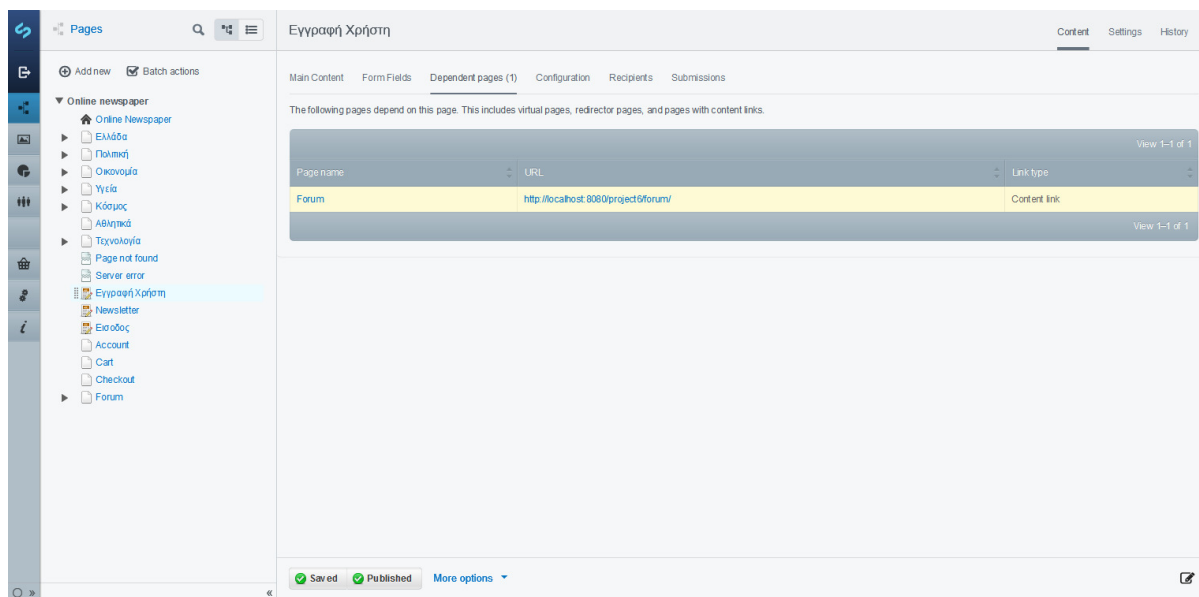 Pages
Εγγραφή Χρήστη
Content Settings History
Add new Batch actions
Main Content Form Fields Dependent pages (1) Configuration Recipients Submissions
Online newspaper
Online Newspaper
Ελλάδα
Πολιτική
Οικονομία
Υγεία
Κόσμος
Αθλητικά
Τεχνολογία
Page not found
Server error
Εγγραφή Χρήστη
Newsletter
Εισοδος
Account
Cart
Checkout
Forum
The following pages depend on this page. This includes virtual pages, redirector pages, and pages with content links.
View 1–1 of 1
Page name URL Link type
Forum http://localhost:8080/project6/forum/ Content link
View 1–1 of 1
Saved Published More options